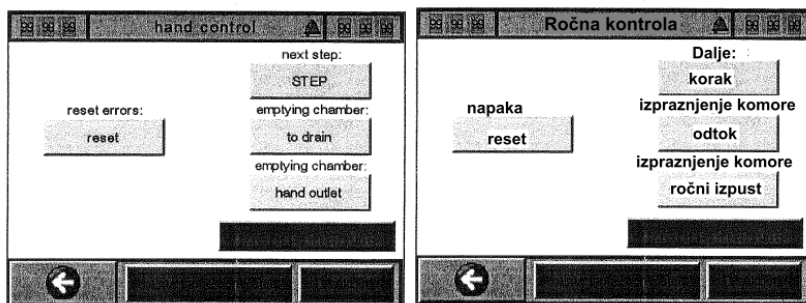 hand control
next step:
STEP
reset errors:
emptying chamber:
reset
to drain
emptying chamber:
hand outlet
Ročna kontrola
Dalje:
korak
napaka
izpraznjenje komore
reset
odtok
izpraznjenje komore
ročni izpust